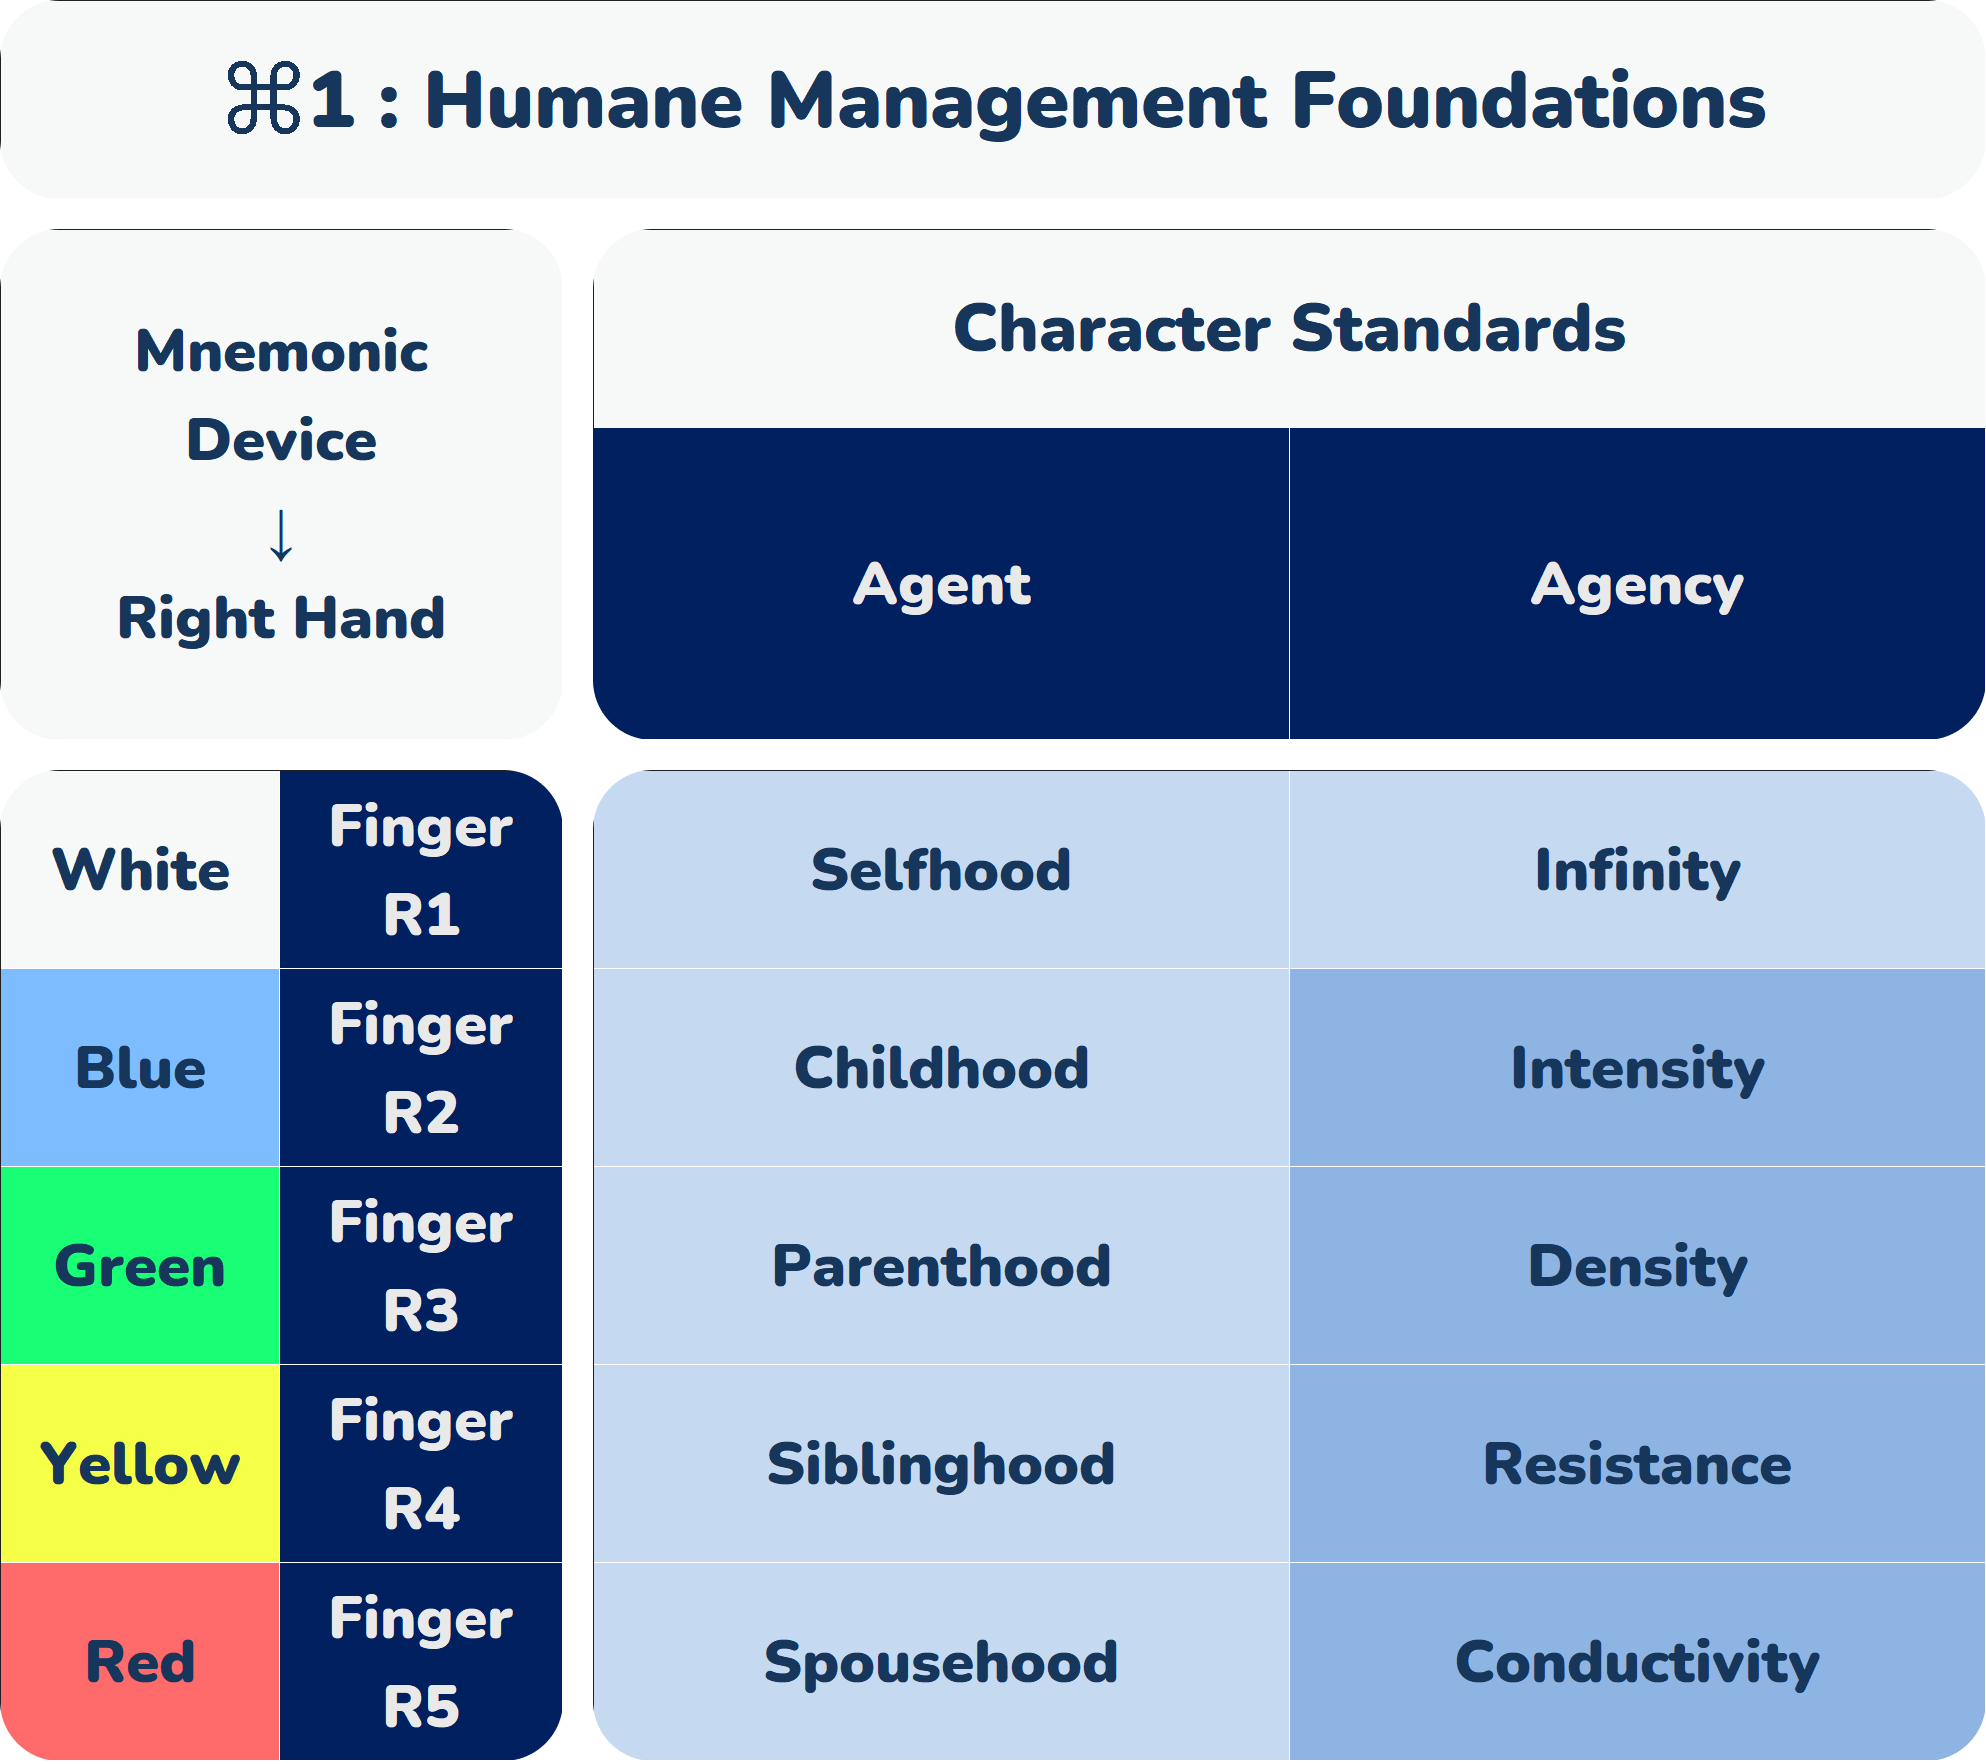 ⌘1 : Humane Management Foundations
Mnemonic
Device
↓
Right Hand
Character Standards
Agent
Agency
White
Finger
R1
Selfhood
Infinity
Blue
Finger
R2
Childhood
Intensity
Green
Finger
R3
Parenthood
Density
Yellow
Finger
R4
Siblinghood
Resistance
Red
Finger
R5
Spousehood
Conductivity